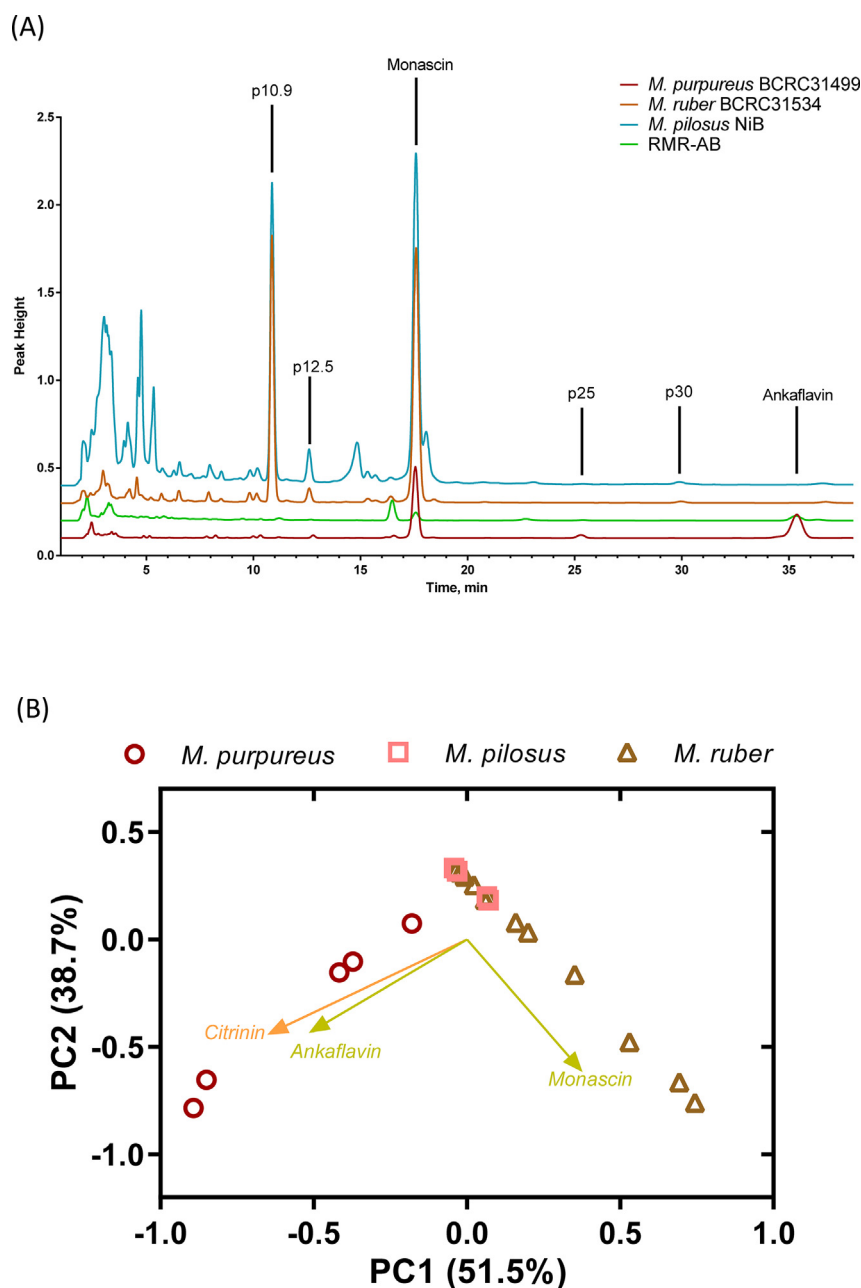 (A)
Monascin
p10.9
M. purpureus BCRC31499
M. ruber BCRC31534
M. pilosus NiB
RMR-AB
2.5
2.0
1.5
1.0
0.5
0.0
Peak Height
p12.5
p25
p30
Ankaflavin
5 10 15 20 25 30 35
Time, min
(B)
M. purpureus M. pilosus M. ruber
0.5
0.0
-0.5
-1.0
PC2 (38.7%)
Citrinin
Ankaflavin
Monascin
-1.0 -0.5 0.0 0.5 1.0
PC1 (51.5%)